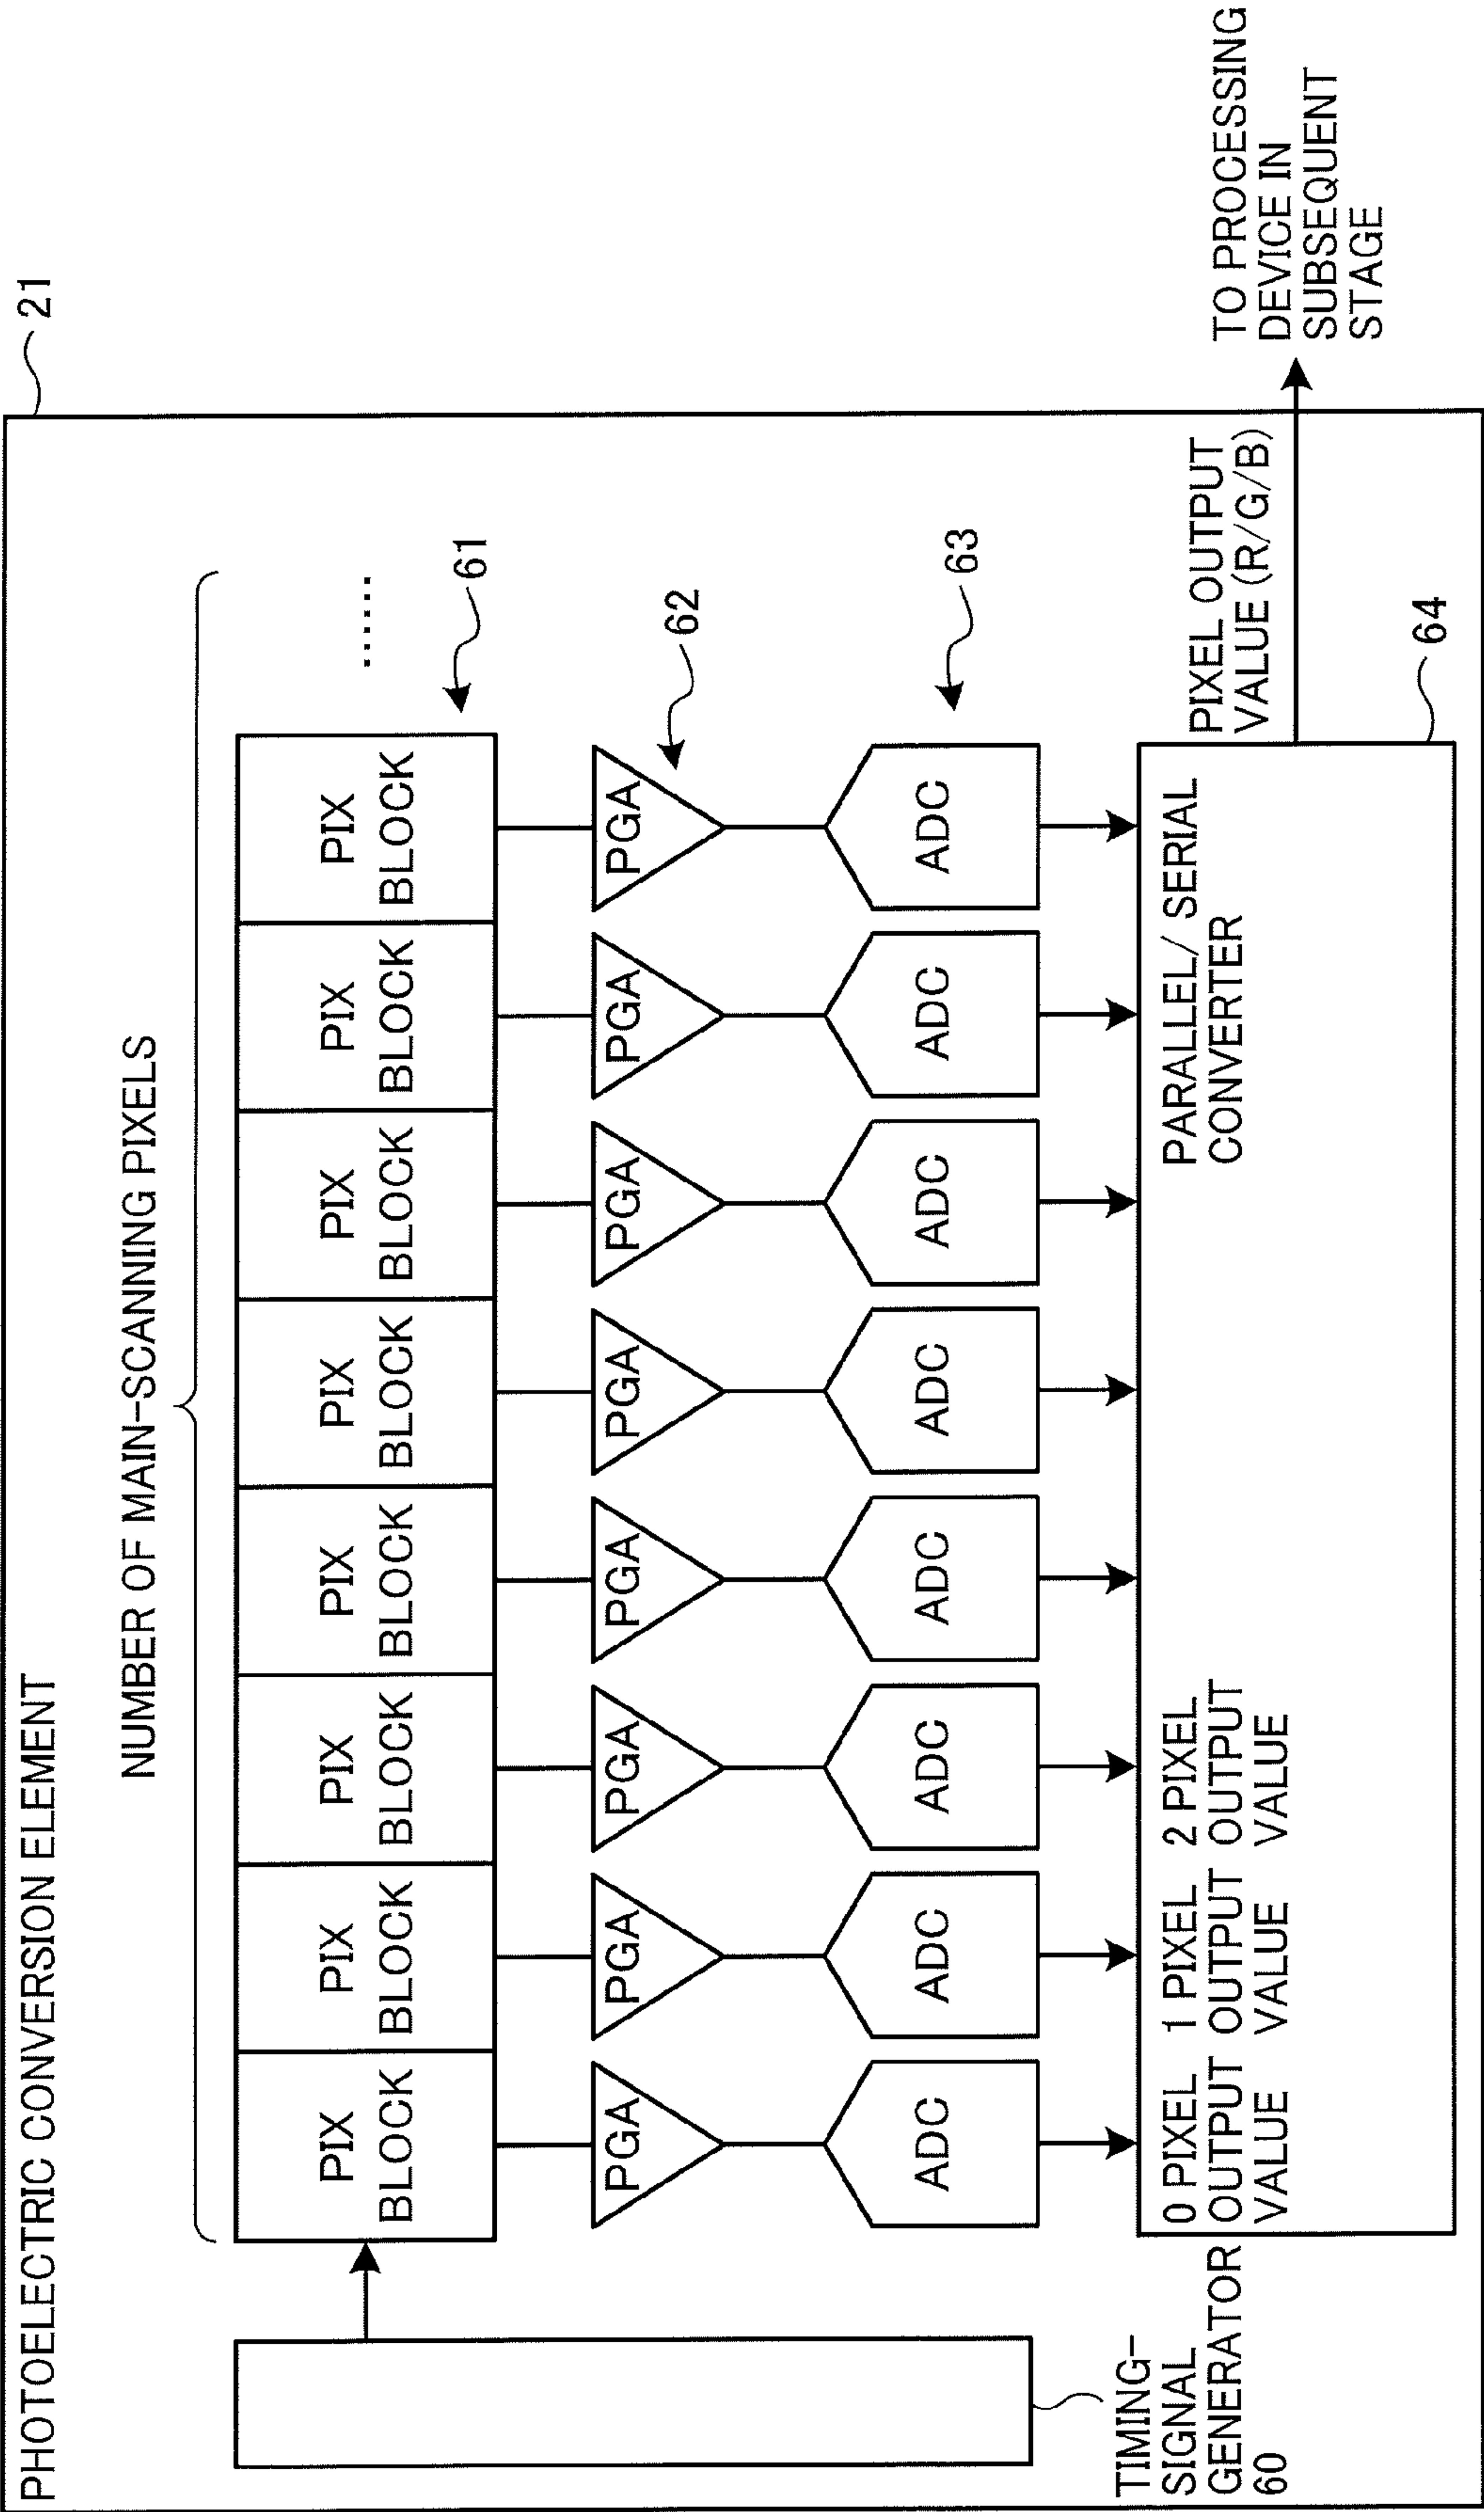 PHOTOELECTRIC CONVERSION ELEMENT
21
NUMBER OF MAIN-SCANNING PIXELS
PIX
BLOCK
PIX
BLOCK
PIX
BLOCK
PIX
BLOCK
PIX
BLOCK
PIX
BLOCK
PIX
BLOCK
PIX
BLOCK
......
61
PGA
PGA
PGA
PGA
PGA
PGA
PGA
PGA
62
ADC
ADC
ADC
ADC
ADC
ADC
ADC
ADC
63
TIMING-
SIGNAL
GENERATOR
60
0 PIXEL
OUTPUT
VALUE
1 PIXEL
OUTPUT
VALUE
2 PIXEL
OUTPUT
VALUE
PARALLEL/ SERIAL
CONVERTER
PIXEL OUTPUT
VALUE (R/G/B)
64
TO PROCESSING
DEVICE IN
SUBSEQUENT
STAGE